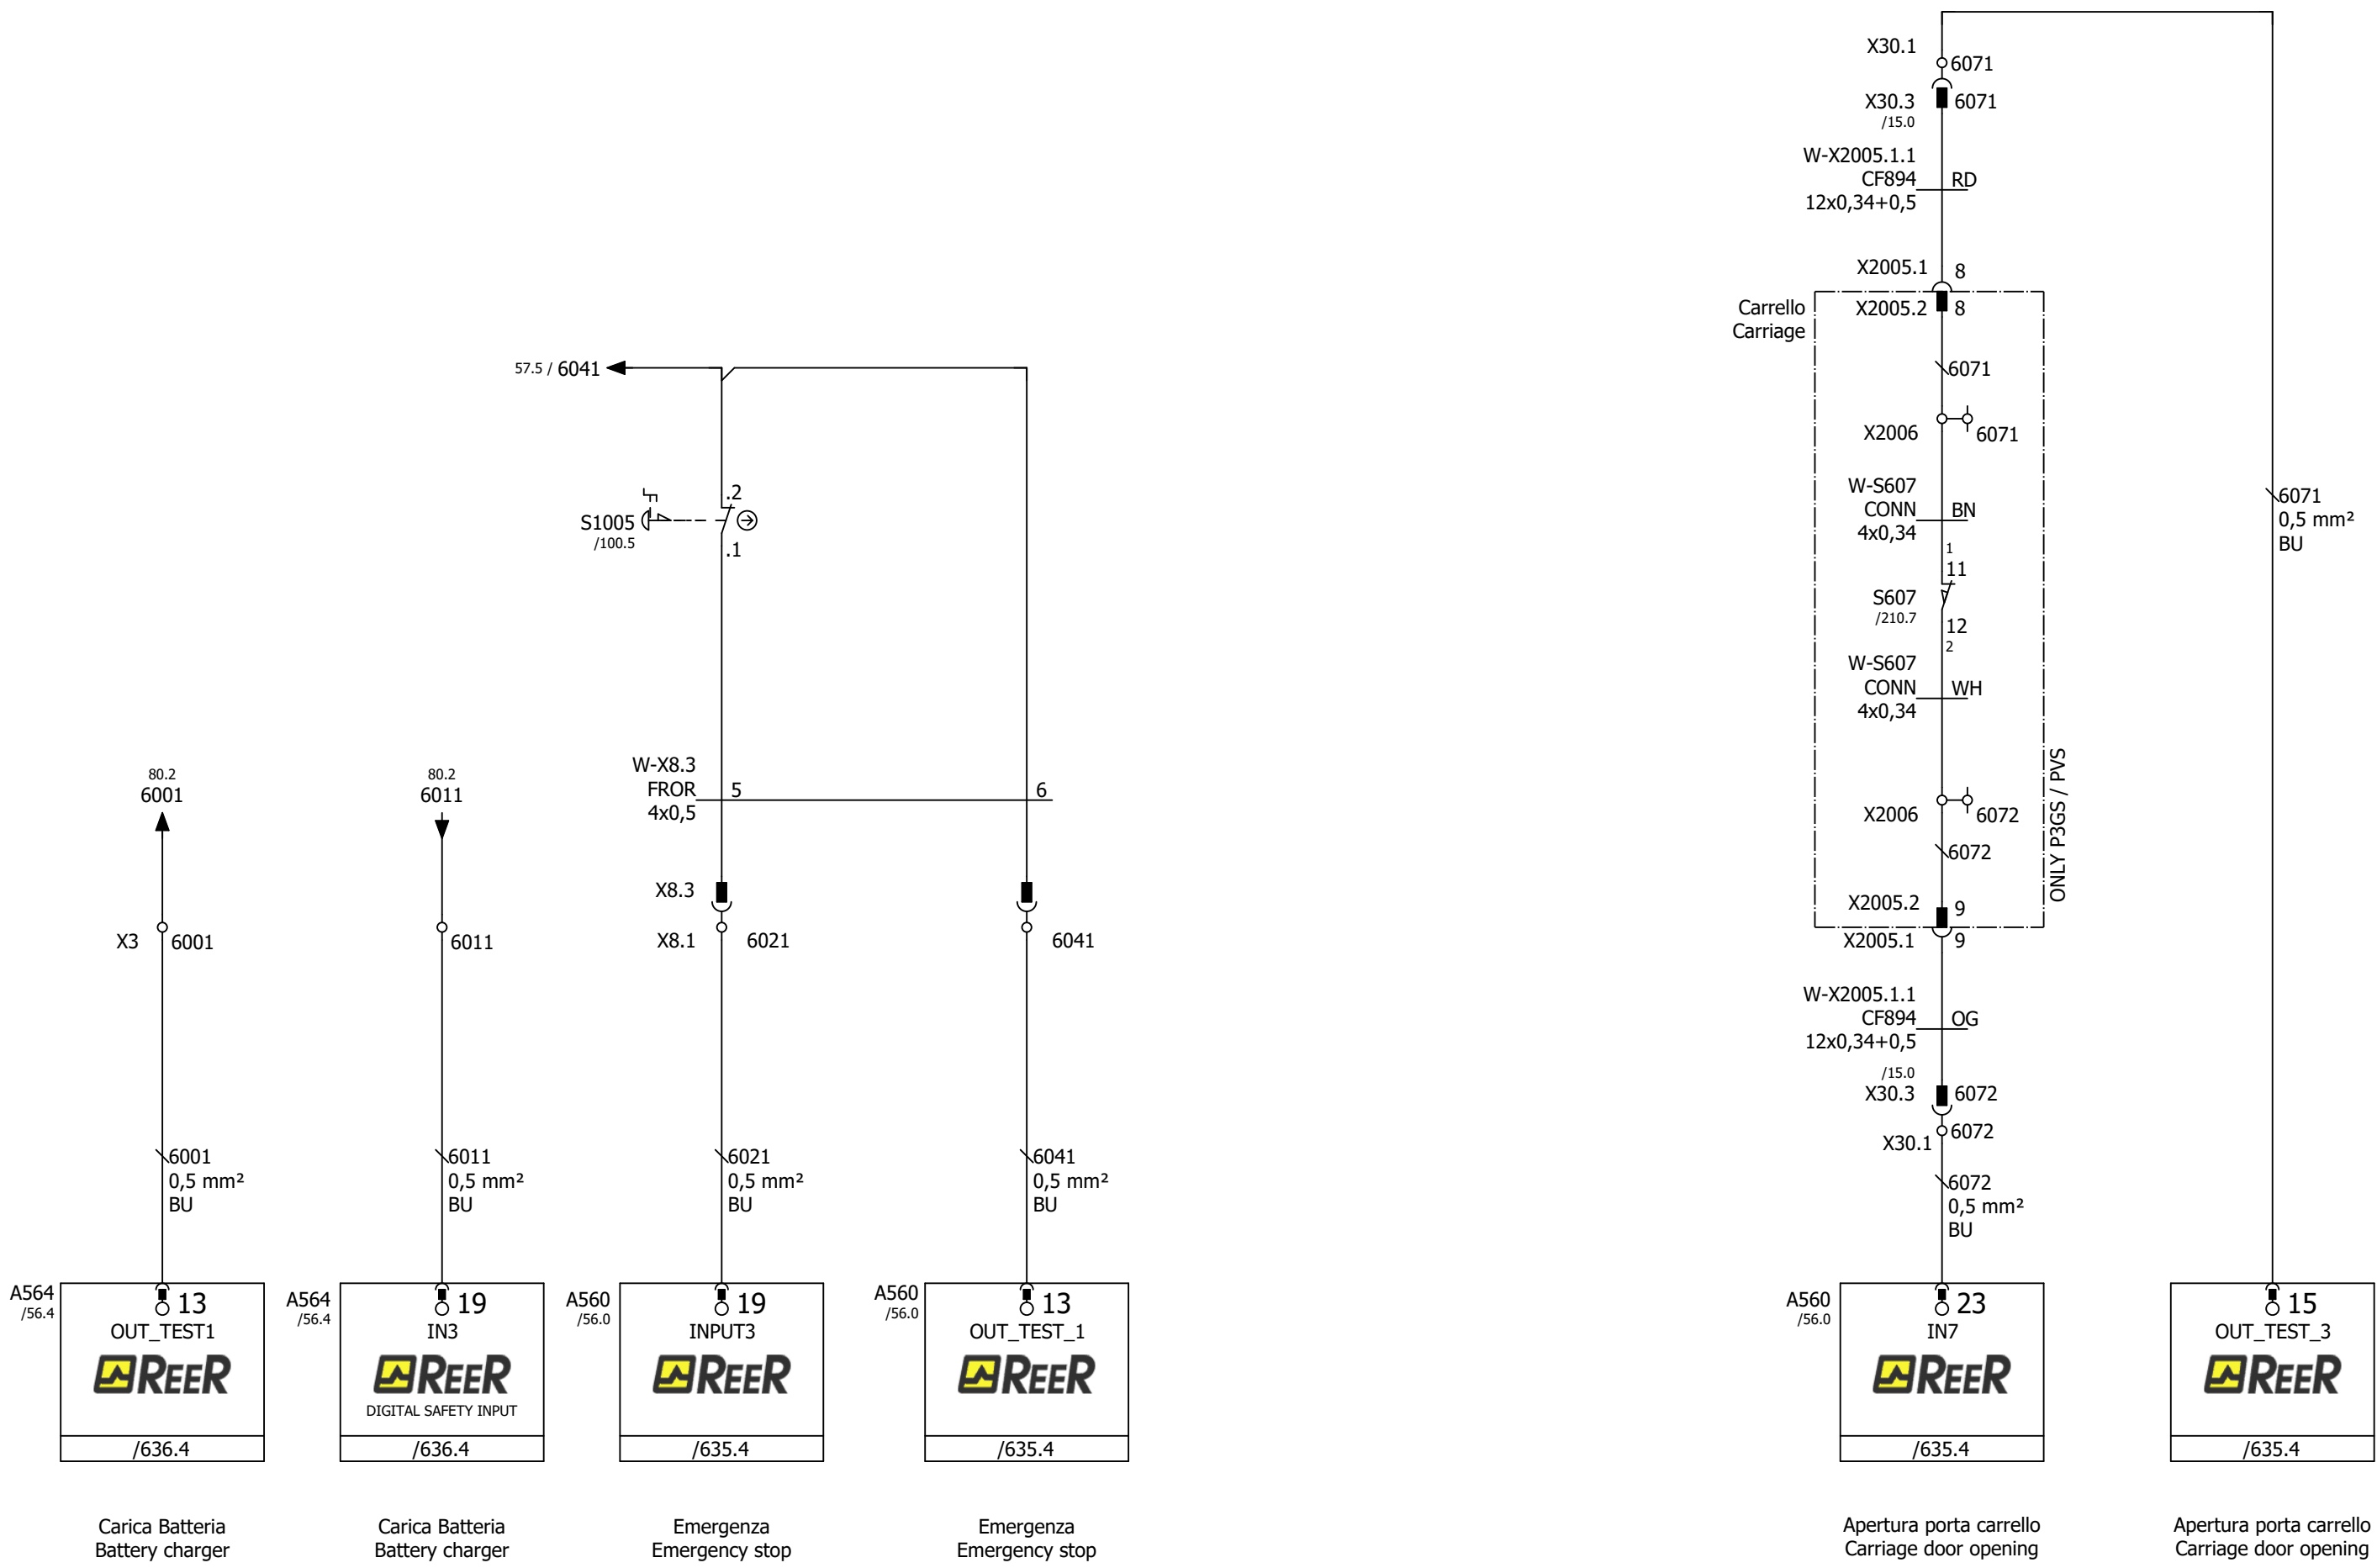 X30.1
6071
X30.3
6071
/15.0
W-X2005.1.1
CF894
RD
12x0,34+0,5
X2005.1
8
Carrello
Carriage
X2005.2
8
6071
X2006
6071
W-S607
CONN
BN
4x0,34
1
11
S607
/210.7
12
2
W-S607
CONN
WH
4x0,34
X2006
6072
6072
ONLY P3GS / PVS
X2005.2
9
X2005.1
9
W-X2005.1.1
CF894
OG
12x0,34+0,5
/15.0
X30.3
6072
X30.1
6072
6072
0,5 mm²
BU
6071
0,5 mm²
BU
57.5 / 6041
.2
S1005
/100.5
.1
W-X8.3
FROR
4x0,5
5
6
X8.3
X8.1
6021
6041
80.2
6001
80.2
6011
X3
6001
6011
6001
0,5 mm²
BU
6011
0,5 mm²
BU
6021
0,5 mm²
BU
6041
0,5 mm²
BU
A564
/56.4
13
OUT_TEST1
REER
/636.4
Carica Batteria
Battery charger
A564
/56.4
19
IN3
REER
DIGITAL SAFETY INPUT
/636.4
Carica Batteria
Battery charger
A560
/56.0
19
INPUT3
REER
/635.4
Emergenza
Emergency stop
A560
/56.0
13
OUT_TEST_1
REER
/635.4
Emergenza
Emergency stop
A560
/56.0
23
IN7
REER
/635.4
Apertura porta carrello
Carriage door opening
15
OUT_TEST_3
REER
/635.4
Apertura porta carrello
Carriage door opening